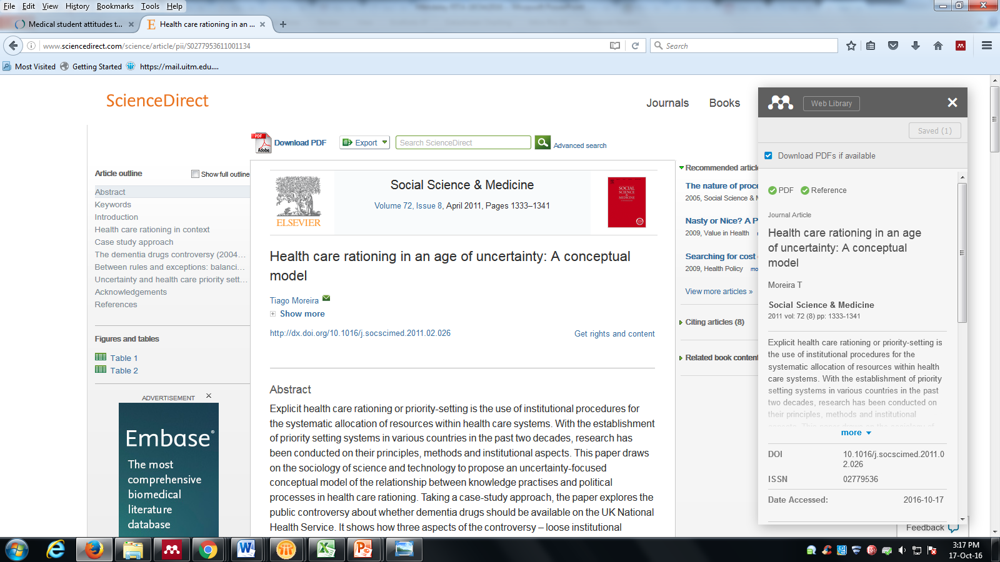 File Edit View History Bookmarks Tools Help
Medical student attitudes t...
Health care rationing in an ...
www.sciencedirect.com/science/article/pii/S0277953611001134
Search
Most Visited Getting Started https://mail.uitm.edu....
ScienceDirect
Journals Books
Download PDF
Export
Search ScienceDirect
Advanced search
Article outline
Show full outline
Abstract
Keywords
Introduction
Health care rationing in context
Case study approach
The dementia drugs controversy (2004...
Between rules and exceptions: balanci...
Uncertainty and health care priority sett...
Acknowledgements
References
Figures and tables
Table 1
Table 2
ADVERTISEMENT
Embase®
The most
comprehensive
biomedical
literature
database
ELSEVIER
Social Science & Medicine
Volume 72, Issue 8, April 2011, Pages 1333–1341
SOCIAL
SCIENCE
&
MEDICINE
Health care rationing in an age of uncertainty: A conceptual
model
Tiago Moreira
Show more
http://dx.doi.org/10.1016/j.socscimed.2011.02.026
Get rights and content
Abstract
Explicit health care rationing or priority-setting is the use of institutional procedures for
the systematic allocation of resources within health care systems. With the establishment
of priority setting systems in various countries in the past two decades, research has
been conducted on their principles, methods and institutional aspects. This paper draws
on the sociology of science and technology to propose an uncertainty-focused
conceptual model of the relationship between knowledge practises and political
processes in health care rationing. Taking a case-study approach, the paper explores the
public controversy about whether dementia drugs should be available on the UK National
Health Service. It shows how three aspects of the controversy – loose institutional
Recommended articl
The nature of proc
2005, Social Science & M
Nasty or Nice? A P
2009, Value in Health
Searching for cost
2009, Health Policy mo
View more articles »
Citing articles (8)
Related book content
Web Library
Saved (1)
Download PDFs if available
PDF Reference
Journal Article
Health care rationing in an age
of uncertainty: A conceptual
model
Moreira T
Social Science & Medicine
2011 vol: 72 (8) pp: 1333-1341
Explicit health care rationing or priority-setting is
the use of institutional procedures for the
systematic allocation of resources within health
care systems. With the establishment of priority
setting systems in various countries in the past
two decades, research has been conducted on
their principles, methods and institutional
more
DOI 10.1016/j.socscimed.2011.0
2.026
ISSN 02779536
Date Accessed: 2016-10-17
Feedback
3:17 PM
17-Oct-16